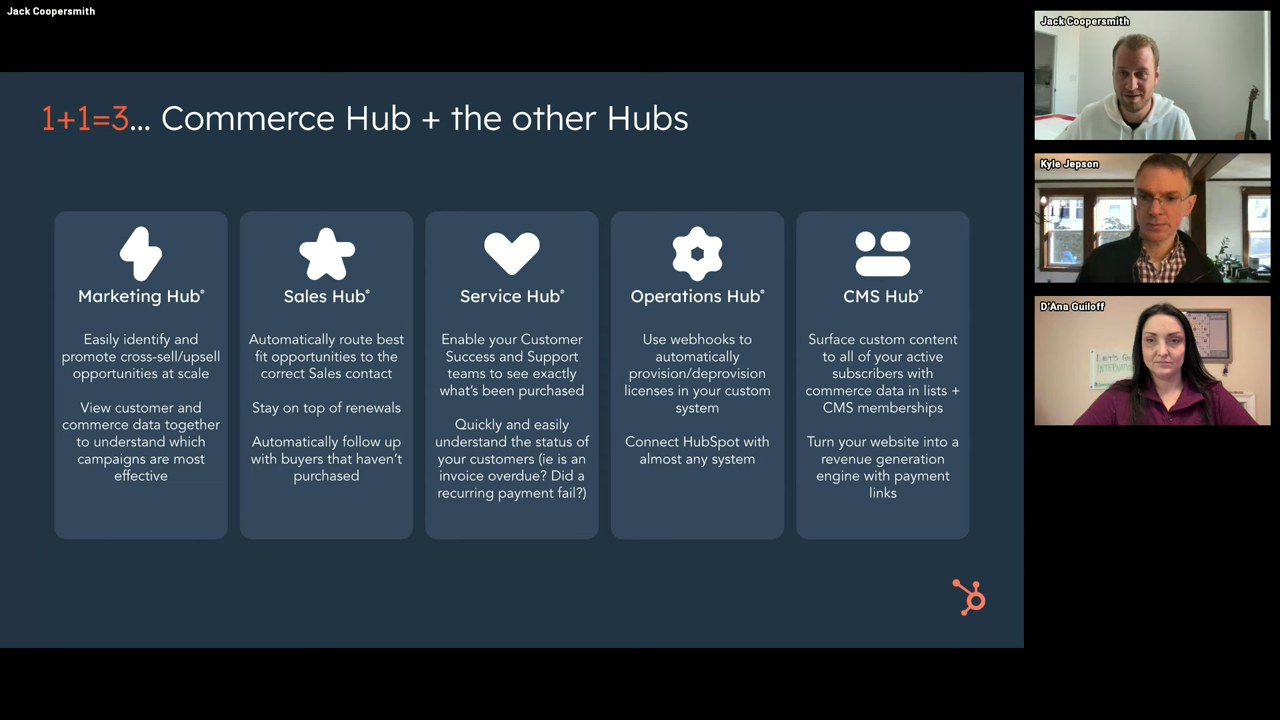 Jack Coopersmith
1+1=3... Commerce Hub + the other Hubs
Marketing Hub®
Easily identify and
promote cross-sell/upsell
opportunities at scale
View customer and
commerce data together
to understand which
campaigns are most
effective
Sales Hub®
Automatically route best
fit opportunities to the
correct Sales contact
Stay on top of renewals
Automatically follow up
with buyers that haven't
purchased
Service Hub®
Enable your Customer
Success and Support
teams to see exactly
what's been purchased
Quickly and easily
understand the status of
your customers (ie is an
invoice overdue? Did a
recurring payment fail?)
Operations Hub®
Use webhooks to
automatically
provision/deprovision
licenses in your custom
system
Connect HubSpot with
almost any system
CMS Hub®
Surface custom content
to all of your active
subscribers with
commerce data in lists +
CMS memberships
Turn your website into a
revenue generation
engine with payment
links
Jack Coopersmith
Kyle Jepson
D'Ana Guiloff